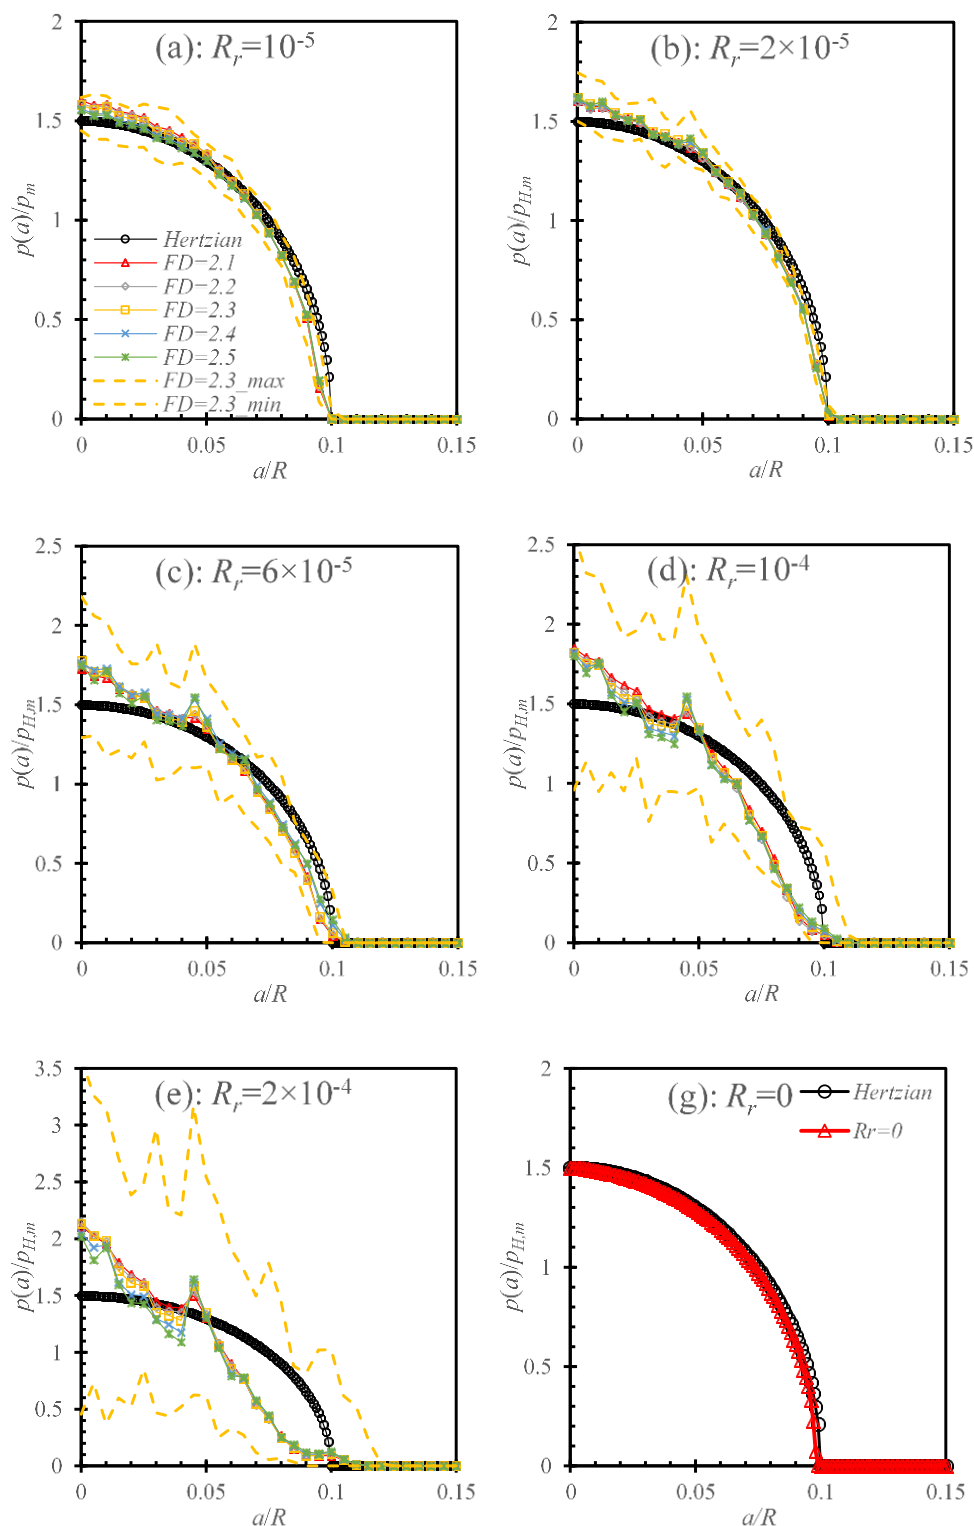 (a): Rᵣ=10⁻⁵
2
1.5
1
0.5
0
p(a)/pₘ
Hertzian
FD=2.1
FD=2.2
FD=2.3
FD=2.4
FD=2.5
FD=2.3_max
FD=2.3_min
0 0.05 0.1 0.15
a/R
(b): Rᵣ=2×10⁻⁵
2
1.5
1
0.5
0
p(a)/p_H,m
0 0.05 0.1 0.15
a/R
(c): Rᵣ=6×10⁻⁵
2.5
2
1.5
1
0.5
0
p(a)/p_H,m
0 0.05 0.1 0.15
a/R
(d): Rᵣ=10⁻⁴
2.5
2
1.5
1
0.5
0
p(a)/p_H,m
0 0.05 0.1 0.15
a/R
(e): Rᵣ=2×10⁻⁴
3.5
3
2.5
2
1.5
1
0.5
0
p(a)/p_H,m
0 0.05 0.1 0.15
a/R
(g): Rᵣ=0
Hertzian
Rr=0
2
1.5
1
0.5
0
p(a)/p_H,m
0 0.05 0.1 0.15
a/R